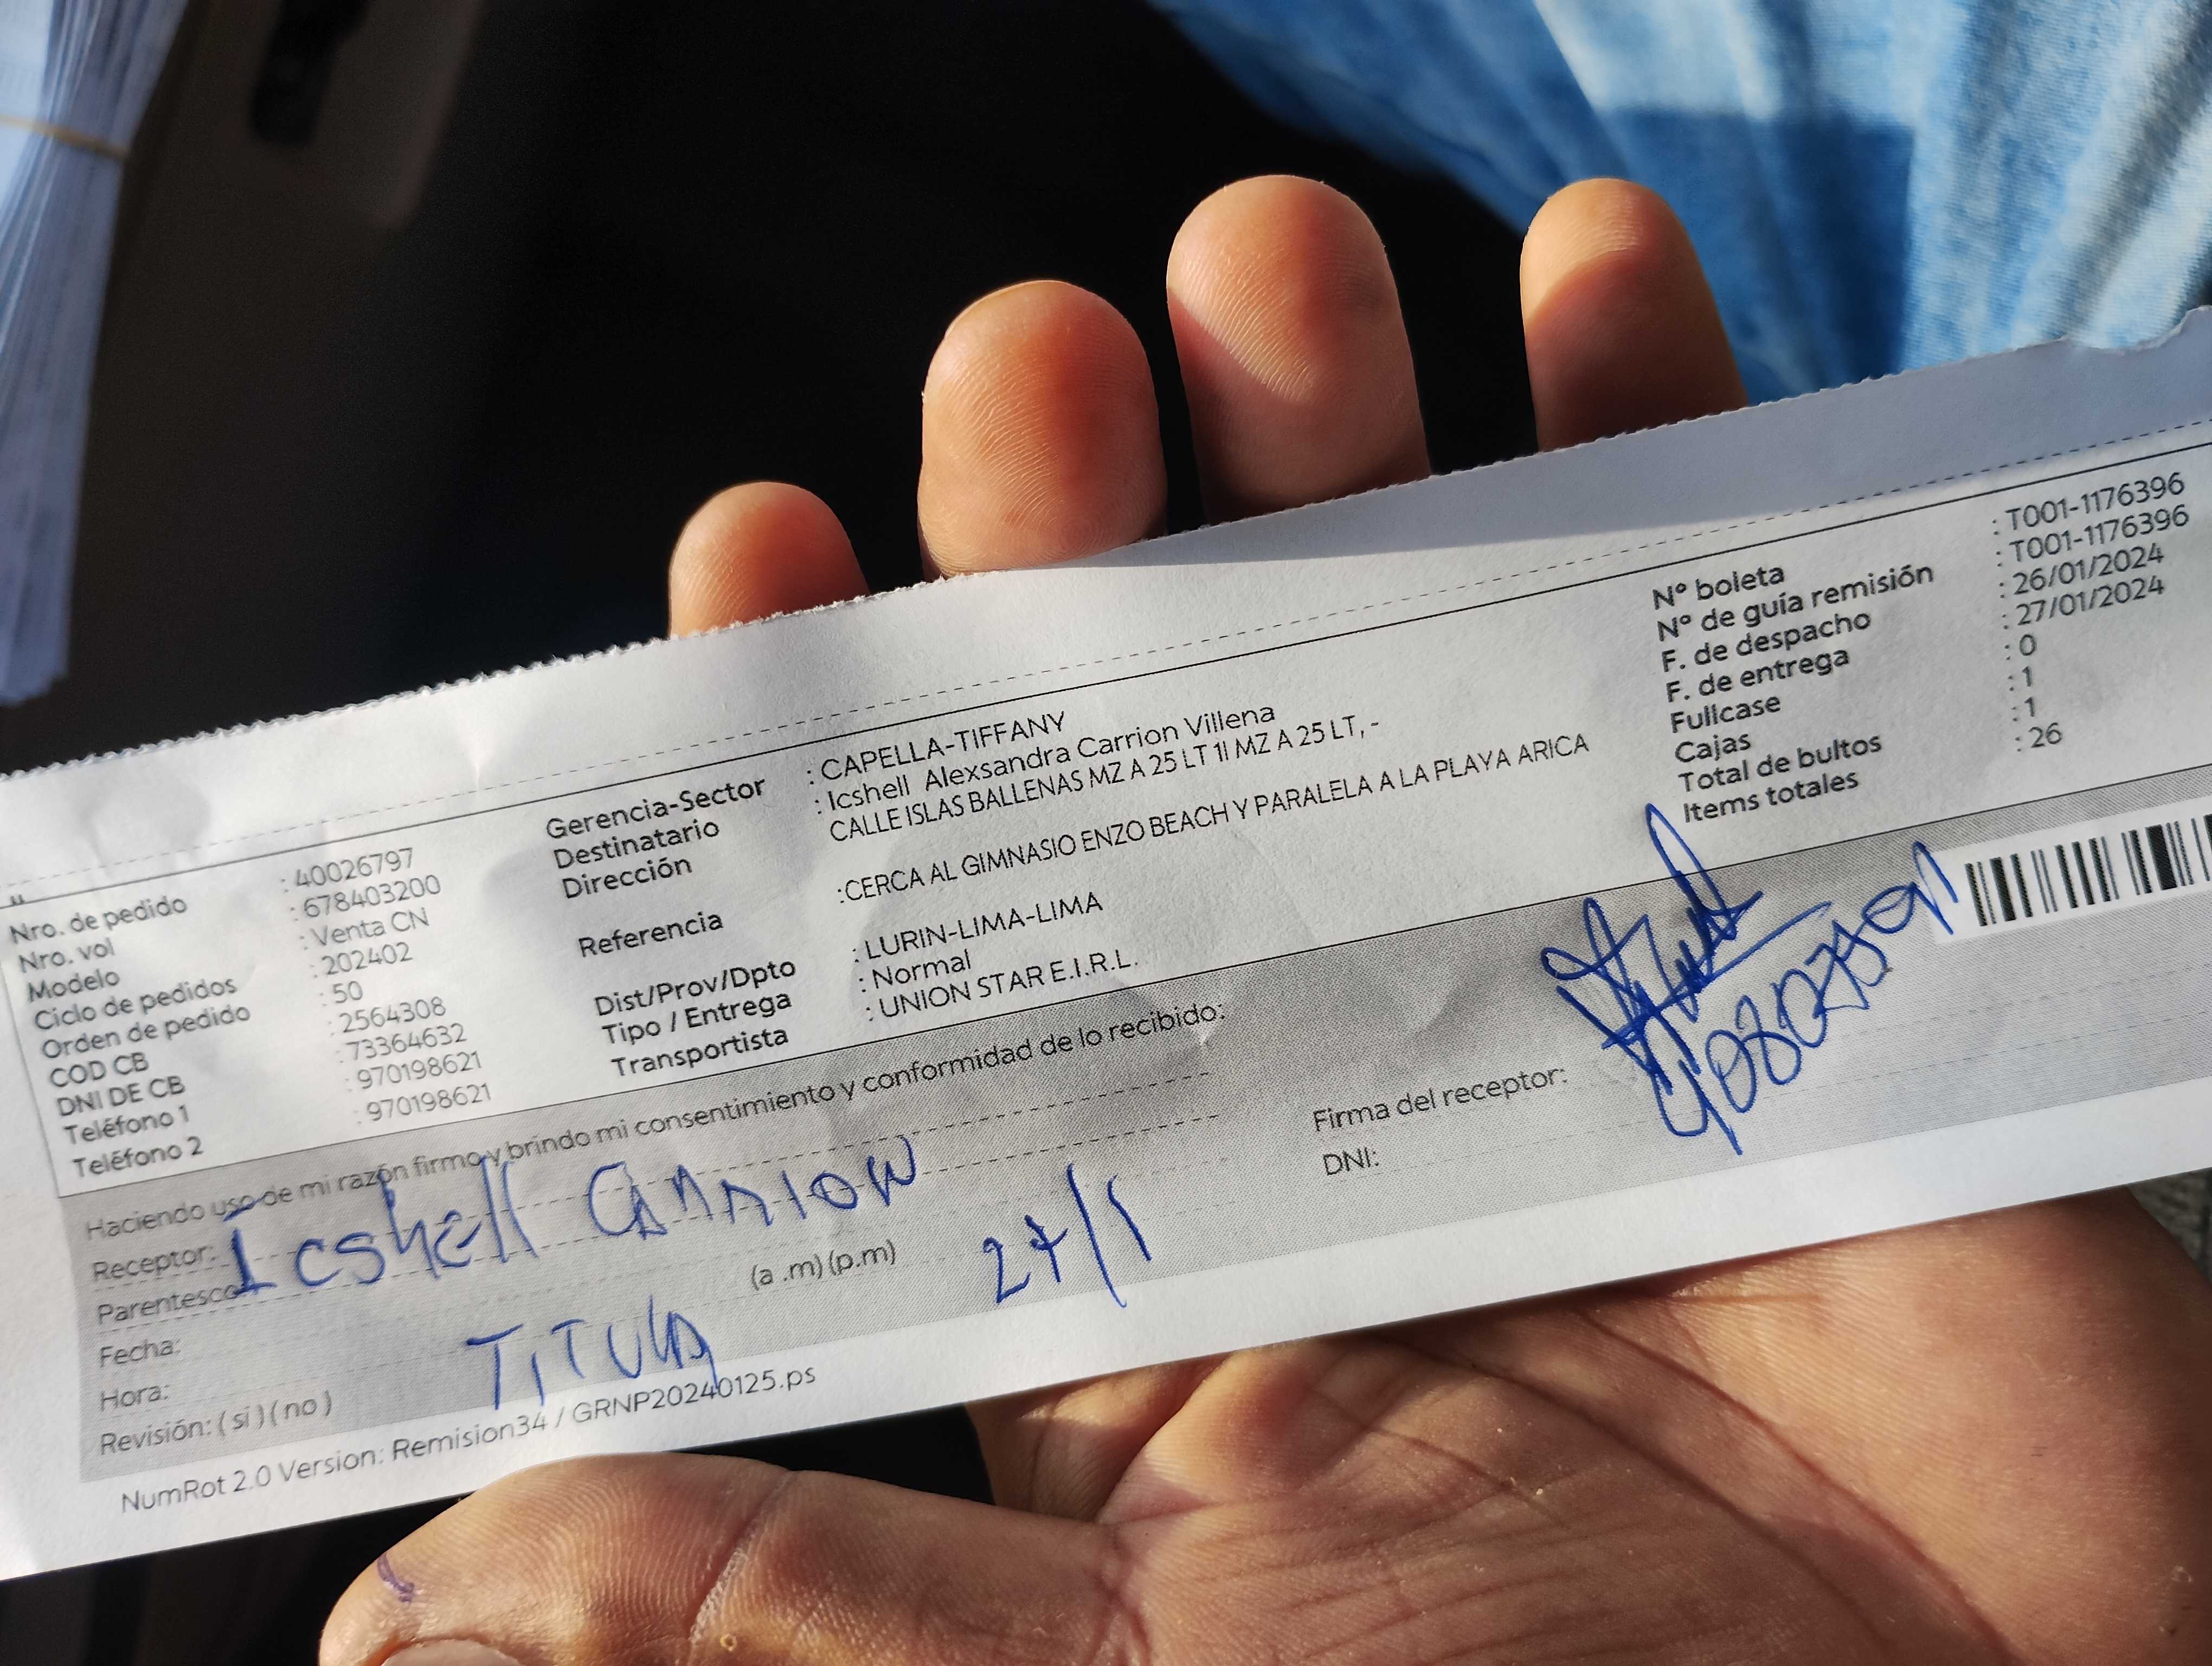 Nro. de pedido : 40026797
Nro. vol : 678403200
Modelo : Venta CN
Ciclo de pedidos : 202402
Orden de pedido : 50
COD CB : 2564308
DNI DE CB : 73364632
Teléfono 1 : 970198621
Teléfono 2 : 970198621
Gerencia-Sector : CAPELLA-TIFFANY
Destinatario : Icshell Alexsandra Carrion Villena
Dirección CALLE ISLAS BALLENAS MZ A 25 LT 1I MZ A 25 LT, -
Referencia :CERCA AL GIMNASIO ENZO BEACH Y PARALELA A LA PLAYA ARICA
Dist/Prov/Dpto : LURIN-LIMA-LIMA
Tipo / Entrega : Normal
Transportista : UNION STAR E.I.R.L.
N° boleta : T001-1176396
N° de guía remisión : T001-1176396
F. de despacho : 26/01/2024
F. de entrega : 27/01/2024
Fullcase : 0
Cajas : 1
Total de bultos : 1
Items totales : 26
Haciendo uso de mi razón firmo y brindo mi consentimiento y conformidad de lo recibido:
Receptor: Icshell Carrion
Parentesco:
Fecha: 27/1
Hora: (a .m) (p.m)
Revisión: ( si ) ( no ) TITULA
Firma del receptor:
DNI:
NumRot 2.0 Version: Remision34 / GRNP20240125.ps